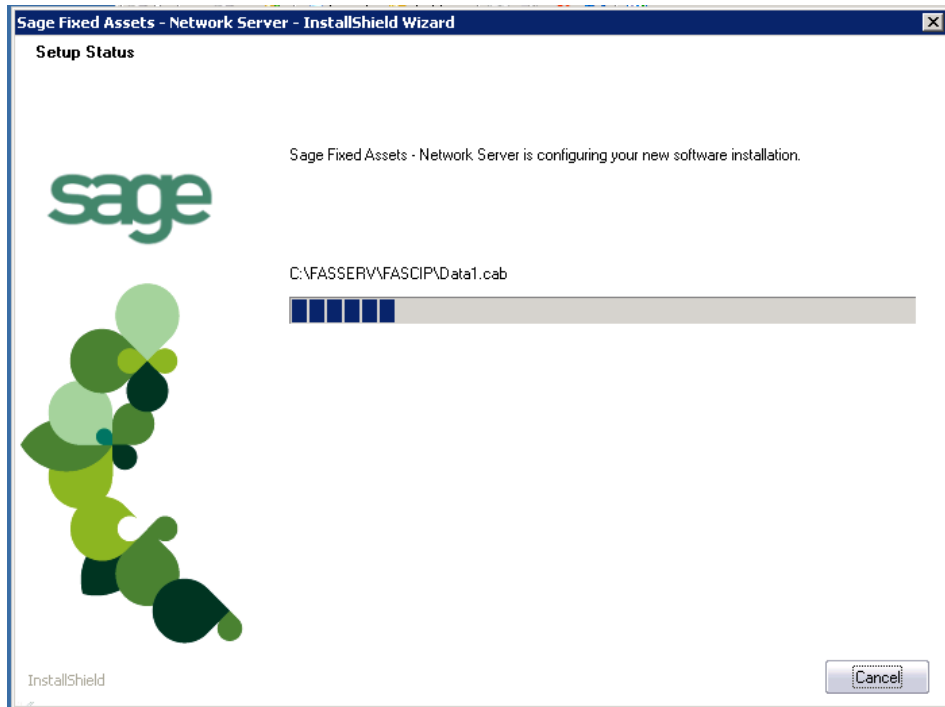 Sage Fixed Assets - Network Server - InstallShield Wizard
Setup Status
Sage Fixed Assets - Network Server is configuring your new software installation.
sage
C:\FASSERV\FASCIP\Data1.cab
InstallShield
Cancel